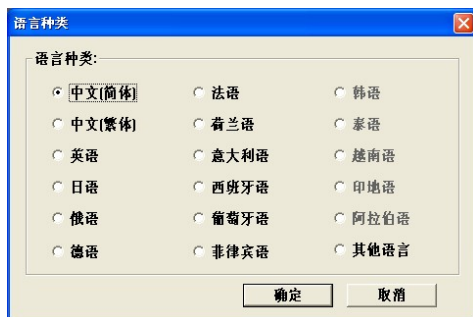 语言种类
语言种类:
中文(简体) 法语 韩语
中文(繁体) 荷兰语 泰语
英语 意大利语 越南语
日语 西班牙语 印地语
俄语 葡萄牙语 阿拉伯语
德语 菲律宾语 其他语言
确定 取消